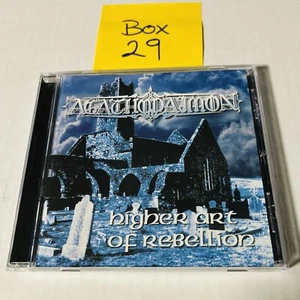 Box
29
AGATHODAIMON
higher art
of rebellion